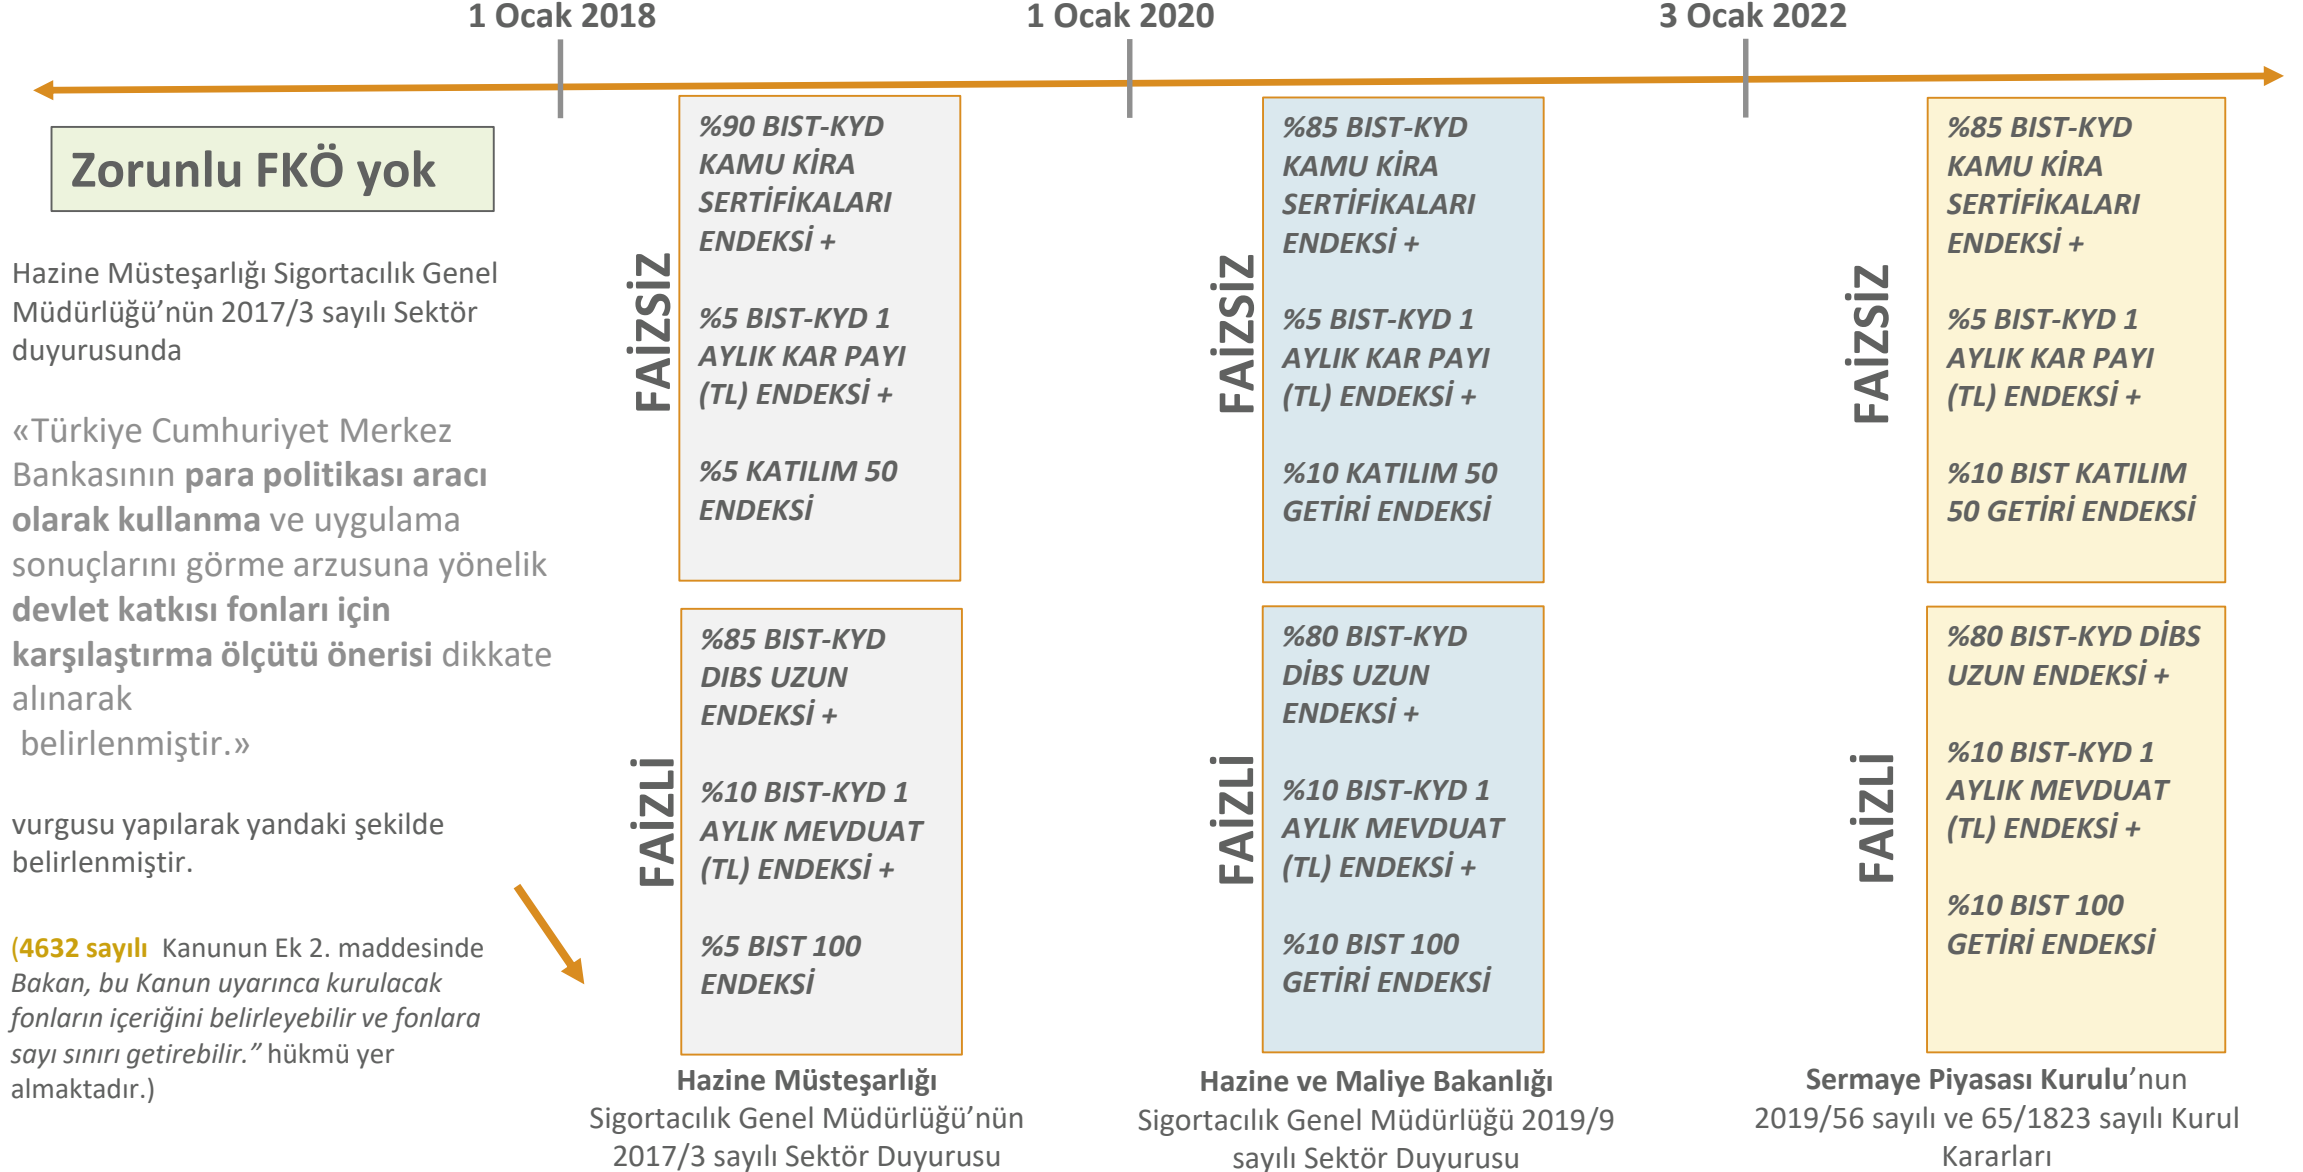 1 Ocak 2018
1 Ocak 2020
3 Ocak 2022
Zorunlu FKÖ yok
Hazine Müsteşarlığı Sigortacılık Genel
Müdürlüğü’nün 2017/3 sayılı Sektör
duyurusunda
«Türkiye Cumhuriyet Merkez
Bankasının para politikası aracı
olarak kullanma ve uygulama
sonuçlarını görme arzusuna yönelik
devlet katkısı fonları için
karşılaştırma ölçütü önerisi dikkate
alınarak
belirlenmiştir.»
vurgusu yapılarak yandaki şekilde
belirlenmiştir.
(4632 sayılı Kanunun Ek 2. maddesinde
Bakan, bu Kanun uyarınca kurulacak
fonların içeriğini belirleyebilir ve fonlara
sayı sınırı getirebilir.” hükmü yer
almaktadır.)
FAİZSİZ
%90 BIST-KYD
KAMU KİRA
SERTİFİKALARI
ENDEKSİ +
%5 BIST-KYD 1
AYLIK KAR PAYI
(TL) ENDEKSİ +
%5 KATILIM 50
ENDEKSİ
FAİZLİ
%85 BIST-KYD
DIBS UZUN
ENDEKSİ +
%10 BIST-KYD 1
AYLIK MEVDUAT
(TL) ENDEKSİ +
%5 BIST 100
ENDEKSİ
Hazine Müsteşarlığı
Sigortacılık Genel Müdürlüğü’nün
2017/3 sayılı Sektör Duyurusu
FAİZSİZ
%85 BIST-KYD
KAMU KİRA
SERTİFİKALARI
ENDEKSİ +
%5 BIST-KYD 1
AYLIK KAR PAYI
(TL) ENDEKSİ +
%10 KATILIM 50
GETİRİ ENDEKSİ
FAİZLİ
%80 BIST-KYD
DİBS UZUN
ENDEKSİ +
%10 BIST-KYD 1
AYLIK MEVDUAT
(TL) ENDEKSİ +
%10 BIST 100
GETİRİ ENDEKSİ
Hazine ve Maliye Bakanlığı
Sigortacılık Genel Müdürlüğü 2019/9
sayılı Sektör Duyurusu
FAİZSİZ
%85 BIST-KYD
KAMU KİRA
SERTİFİKALARI
ENDEKSİ +
%5 BIST-KYD 1
AYLIK KAR PAYI
(TL) ENDEKSİ +
%10 BIST KATILIM
50 GETİRİ ENDEKSİ
FAİZLİ
%80 BIST-KYD DİBS
UZUN ENDEKSİ +
%10 BIST-KYD 1
AYLIK MEVDUAT
(TL) ENDEKSİ +
%10 BIST 100
GETİRİ ENDEKSİ
Sermaye Piyasası Kurulu’nun
2019/56 sayılı ve 65/1823 sayılı Kurul
Kararları